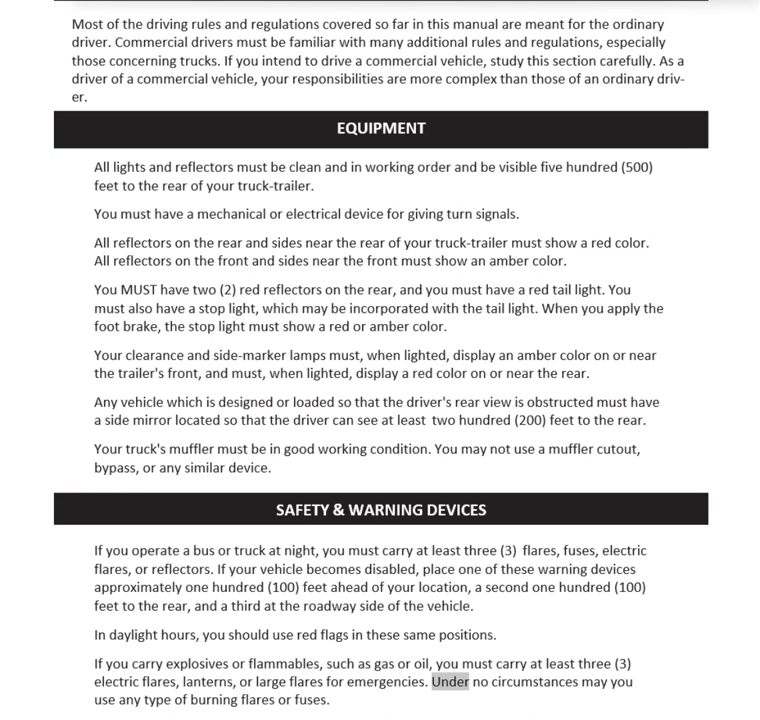 Most of the driving rules and regulations covered so far in this manual are meant for the ordinary
driver. Commercial drivers must be familiar with many additional rules and regulations, especially
those concerning trucks. If you intend to drive a commercial vehicle, study this section carefully. As a
driver of a commercial vehicle, your responsibilities are more complex than those of an ordinary driv-
er.
EQUIPMENT
All lights and reflectors must be clean and in working order and be visible five hundred (500)
feet to the rear of your truck-trailer.
You must have a mechanical or electrical device for giving turn signals.
All reflectors on the rear and sides near the rear of your truck-trailer must show a red color.
All reflectors on the front and sides near the front must show an amber color.
You MUST have two (2) red reflectors on the rear, and you must have a red tail light. You
must also have a stop light, which may be incorporated with the tail light. When you apply the
foot brake, the stop light must show a red or amber color.
Your clearance and side-marker lamps must, when lighted, display an amber color on or near
the trailer's front, and must, when lighted, display a red color on or near the rear.
Any vehicle which is designed or loaded so that the driver's rear view is obstructed must have
a side mirror located so that the driver can see at least two hundred (200) feet to the rear.
Your truck's muffler must be in good working condition. You may not use a muffler cutout,
bypass, or any similar device.
SAFETY & WARNING DEVICES
If you operate a bus or truck at night, you must carry at least three (3) flares, fuses, electric
flares, or reflectors. If your vehicle becomes disabled, place one of these warning devices
approximately one hundred (100) feet ahead of your location, a second one hundred (100)
feet to the rear, and a third at the roadway side of the vehicle.
In daylight hours, you should use red flags in these same positions.
If you carry explosives or flammables, such as gas or oil, you must carry at least three (3)
electric flares, lanterns, or large flares for emergencies. Under no circumstances may you
use any type of burning flares or fuses.